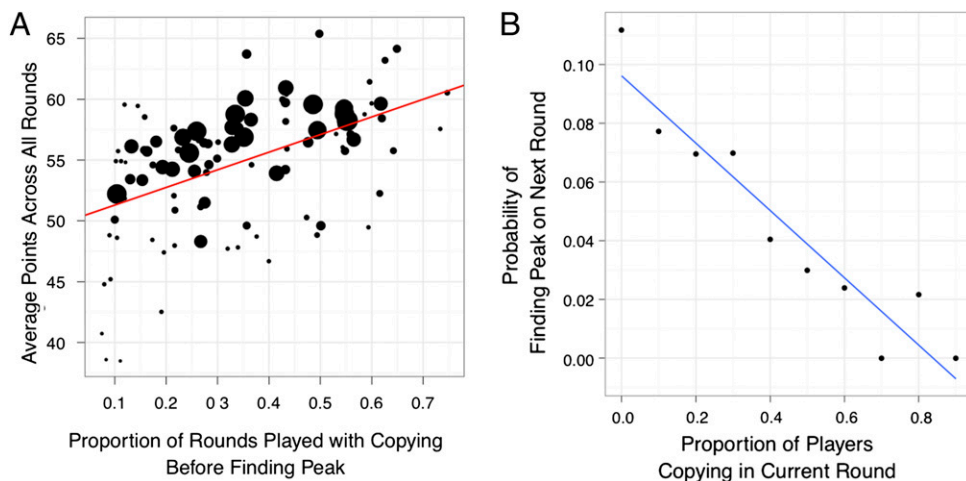 A
Average Points Across All Rounds
65
60
55
50
45
40
0.1 0.2 0 3 0.4 0.5 0.6 0.7
Proportion of Rounds Played with Copying
Before Finding Peak
B
Probability of
Finding Peak on Next Round
0.10
0.08
0.06
0.04
0.02
0.00
0.0 0.2 0.4 0.6 0.8
Proportion of Players
Copying in Current Round